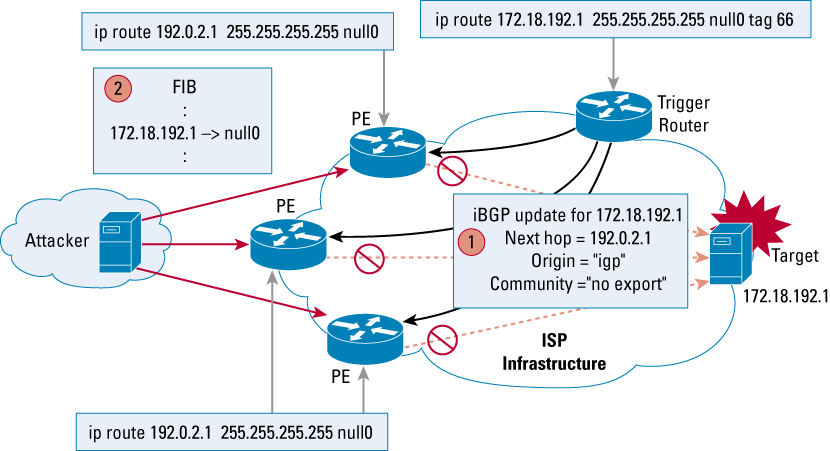 ip route 192.0.2.1 255.255.255.255 null0
ip route 172.18.192.1 255.255.255.255 null0 tag 66
2
FIB
:
172.18.192.1 –> null0
:
PE
Trigger
Router
Attacker
PE
1
iBGP update for 172.18.192.1
Next hop = 192.0.2.1
Origin = "igp"
Community ="no export"
Target
172.18.192.1
PE
ISP
Infrastructure
ip route 192.0.2.1 255.255.255.255 null0